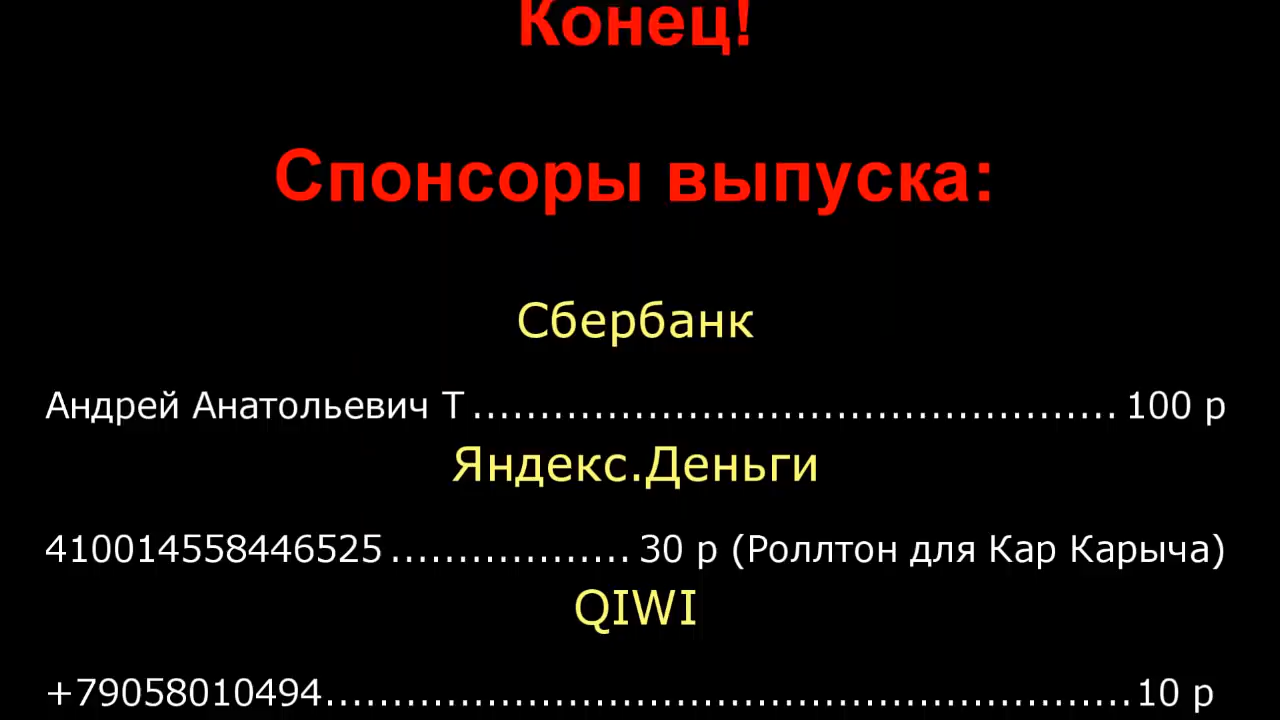 Конец!
Спонсоры выпуска:
Сбербанк
Андрей Анатольевич Т................................................ 100 р
Яндекс.Деньги
410014558446525.................. 30 р (Роллтон для Кар Карыча)
QIWI
+79058010494............................................................10 р